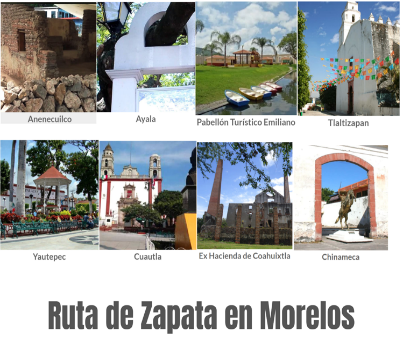 Anenecuilco
Ayala
Pabellón Turístico Emiliano
Tlaltizapan
Yautepec
Cuautla
Ex Hacienda de Coahuixtla
Chinameca
Ruta de Zapata en Morelos